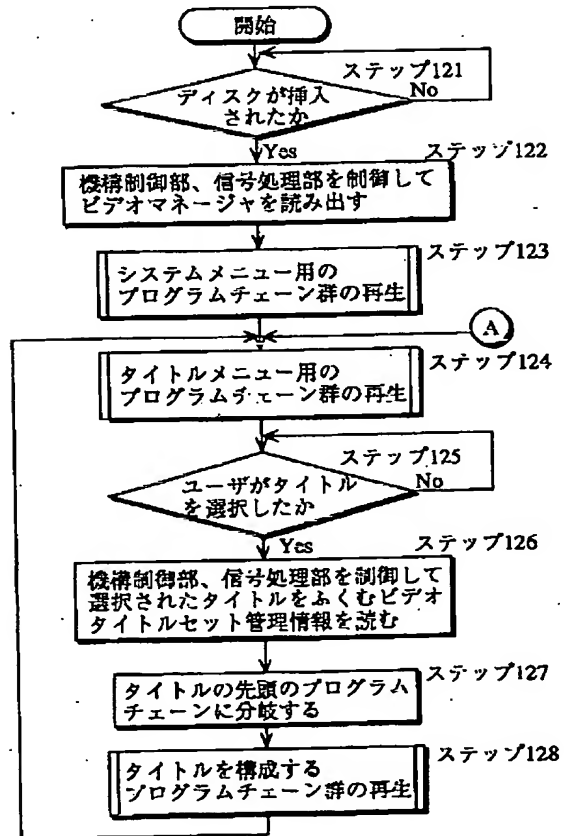 開始
ステップ121
ディスクが挿入
されたか
No
Yes
ステップ122
機構制御部、信号処理部を制御して
ビデオマネージャを読み出す
ステップ123
システムメニュー用の
プログラムチェーン群の再生
A
ステップ124
タイトルメニュー用の
プログラムチェーン群の再生
ステップ125
ユーザがタイトル
を選択したか
No
Yes
ステップ126
機構制御部、信号処理部を制御して
選択されたタイトルをふくむビデオ
タイトルセット管理情報を読む
ステップ127
タイトルの先頭のプログラム
チェーンに分岐する
ステップ128
タイトルを構成する
プログラムチェーン群の再生